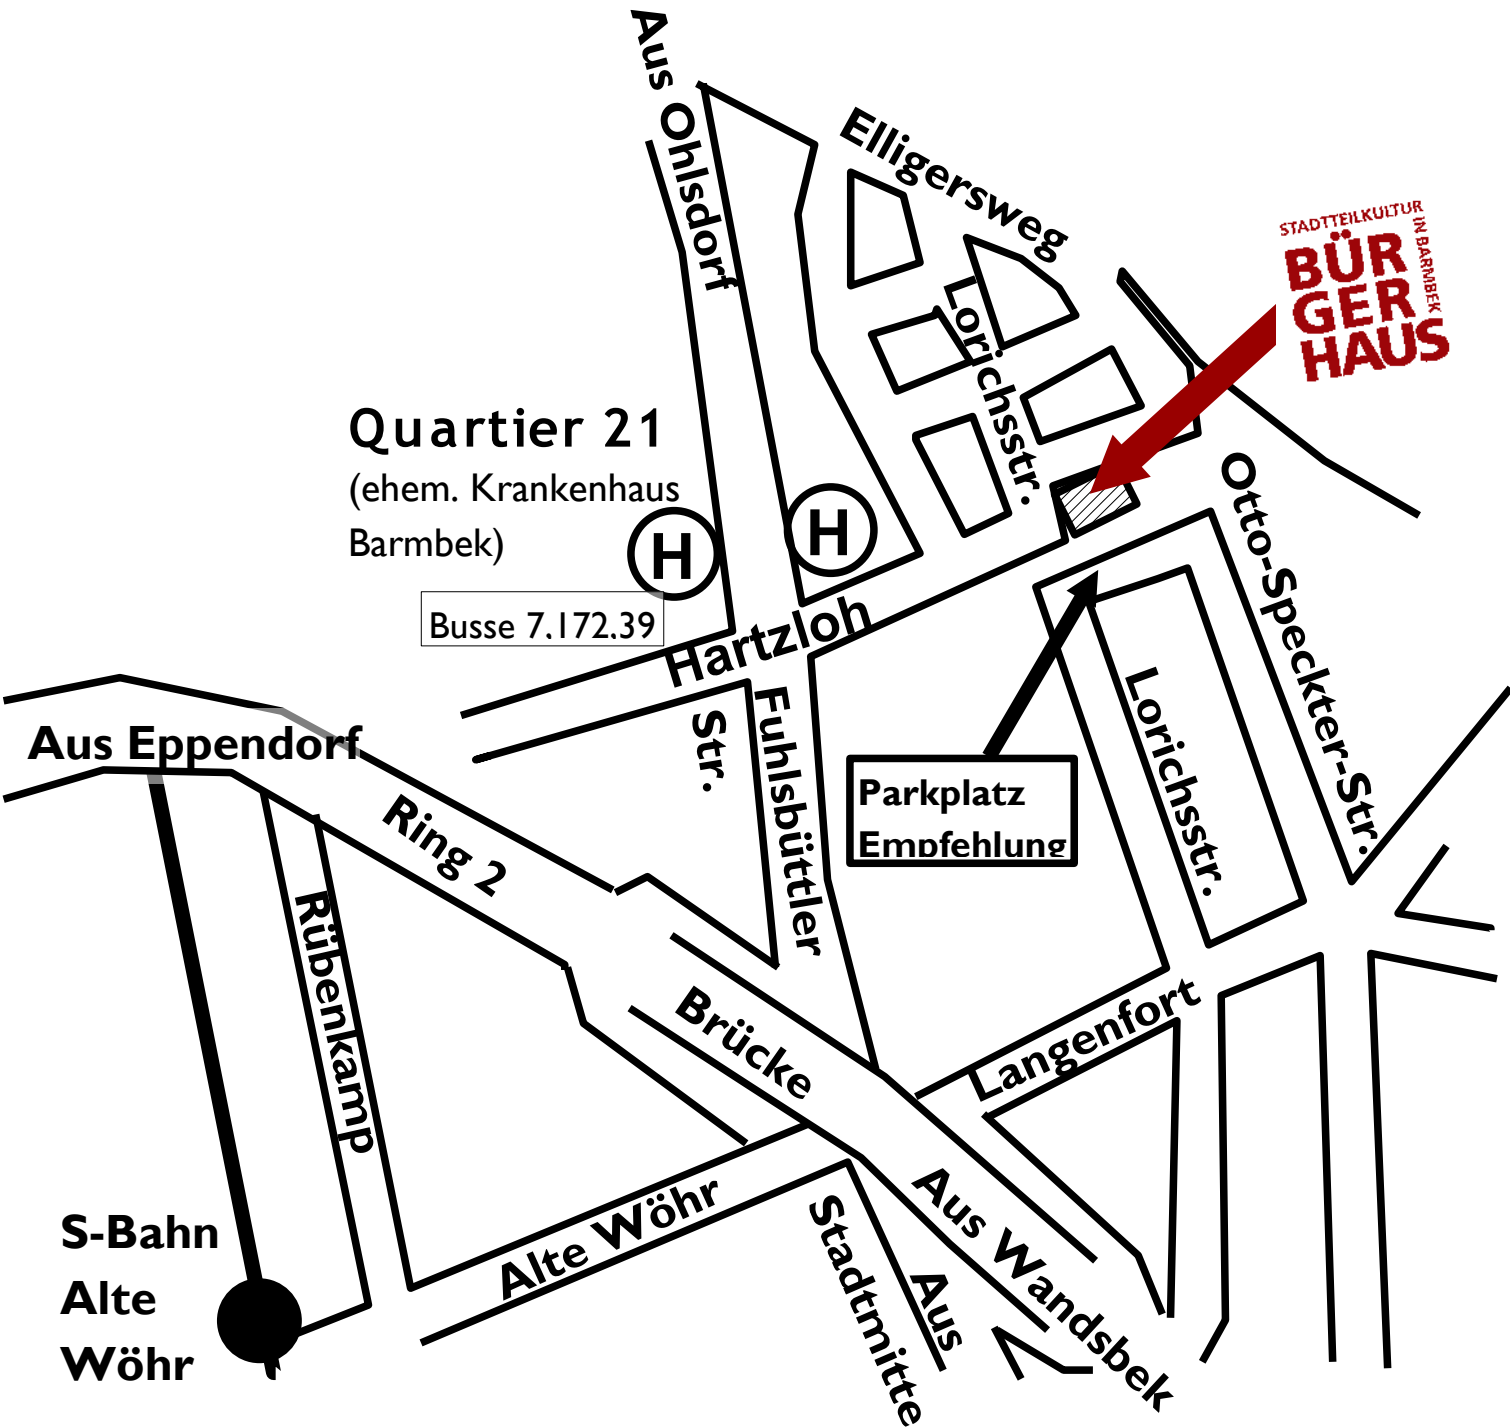 Aus Ohlsdorf
Elligersweg
STADTTEILKULTUR
IN BARMBEK
BÜR
GER
HAUS
Lorichsstr.
Quartier 21
(ehem. Krankenhaus
Barmbek)
H
H
Busse 7,172,39
Hartzloh
Otto-Speckter-Str.
Aus Eppendorf
Str.
Fuhlsbüttler
Lorichsstr.
Parkplatz
Empfehlung
Ring 2
Rübenkamp
Brücke
Langenfort
S-Bahn
Alte
Wöhr
Alte Wöhr
Aus Wandsbek
Aus
Stadtmitte